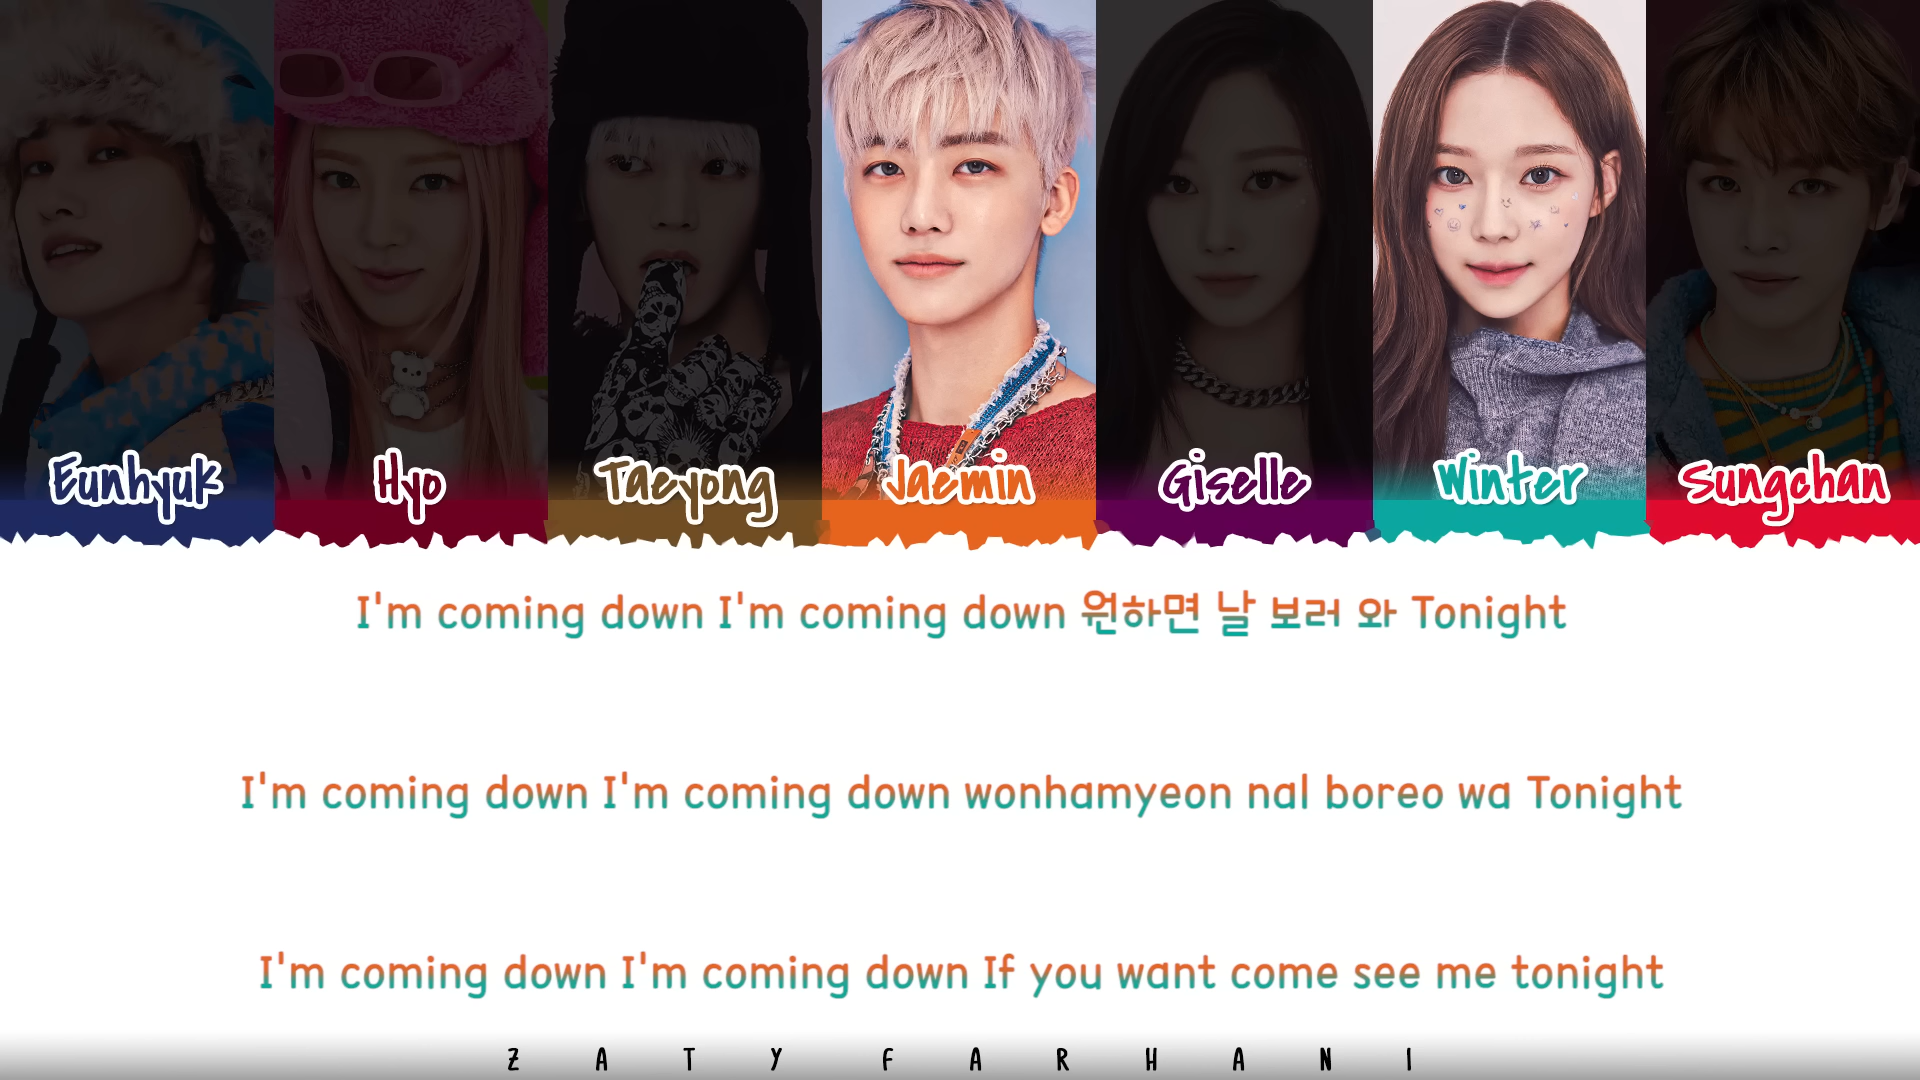 Eunhyuk Hyo Taeyong Jaemin Giselle Winter Sungchan
I'm coming down I'm coming down 원하면 날 보러 와 Tonight
I'm coming down I'm coming down wonhamyeon nal boreo wa Tonight
I'm coming down I'm coming down If you want come see me tonight
ZATY FARHANI